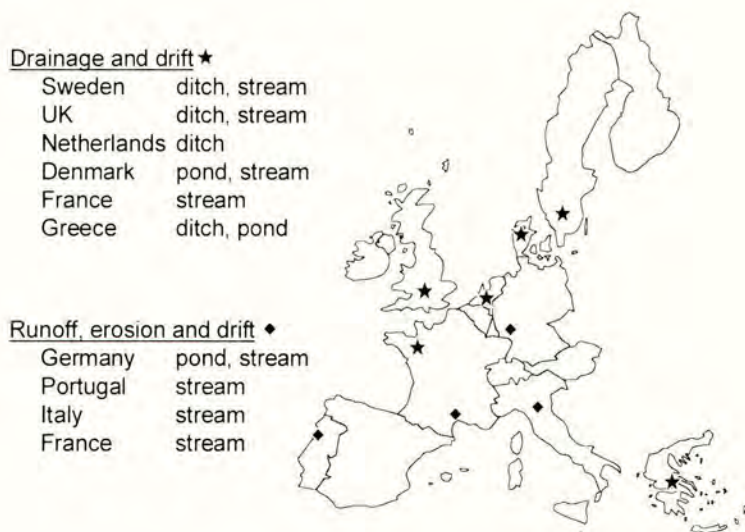 Drainage and drift ★
Sweden ditch, stream
UK ditch, stream
Netherlands ditch
Denmark pond, stream
France stream
Greece ditch, pond
Runoff, erosion and drift ◆
Germany pond, stream
Portugal stream
Italy stream
France stream